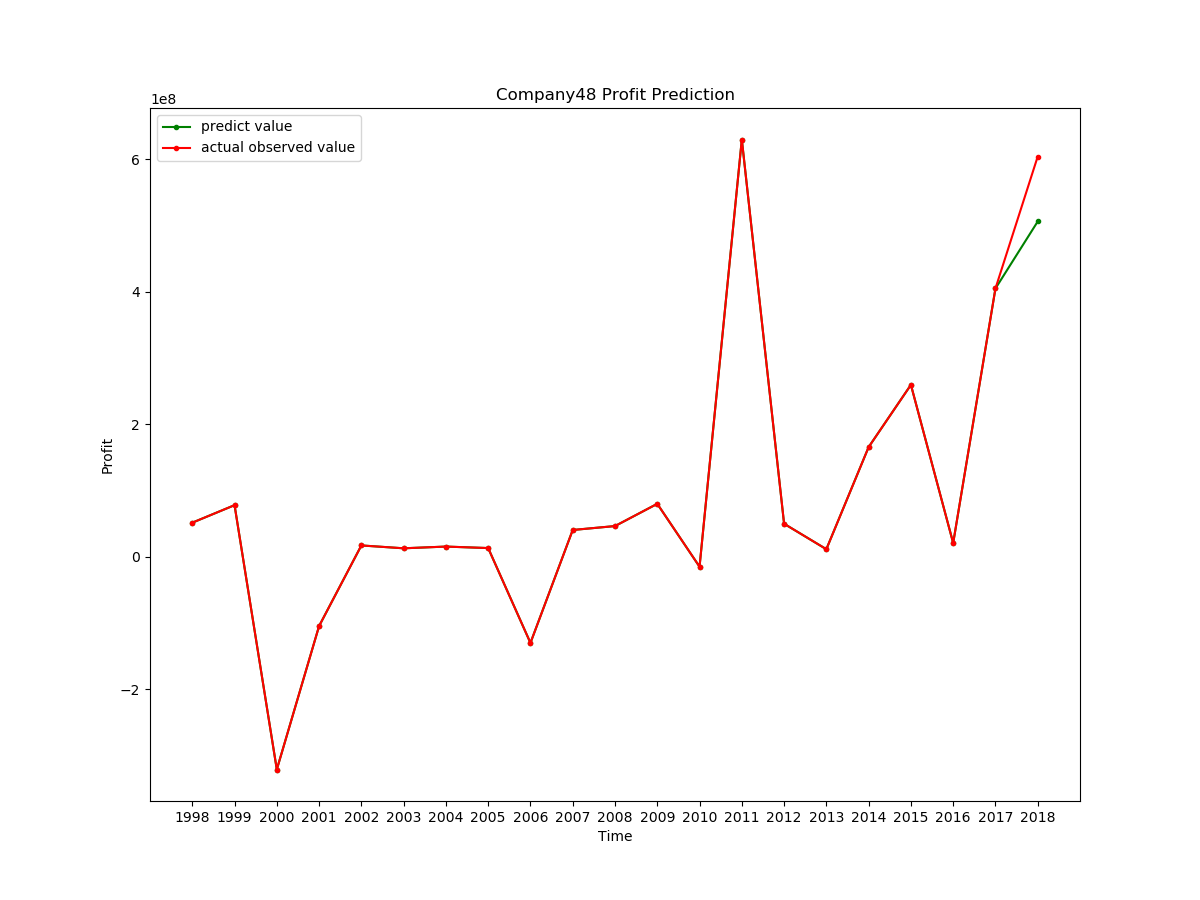 Company48 Profit Prediction
1e8
predict value
actual observed value
6
4
2
0
−2
Profit
1998 1999 2000 2001 2002 2003 2004 2005 2006 2007 2008 2009 2010 2011 2012 2013 2014 2015 2016 2017 2018
Time